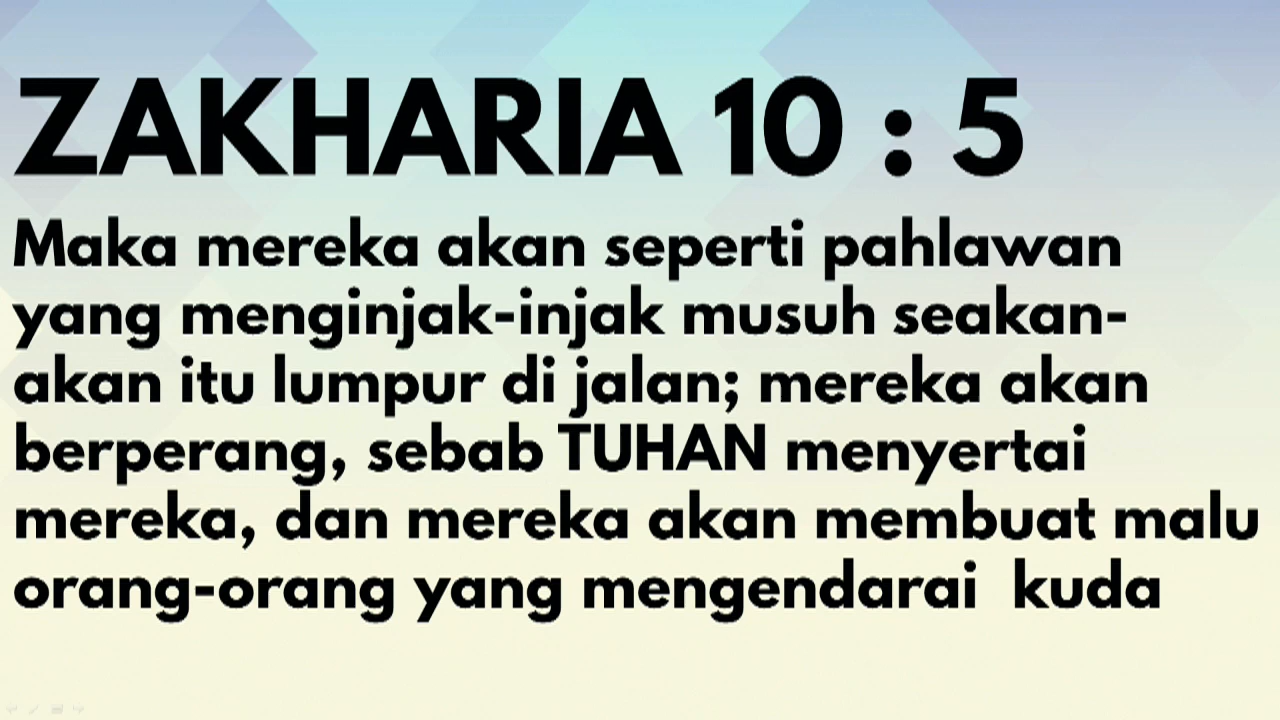 ZAKHARIA 10 : 5
Maka mereka akan seperti pahlawan
yang menginjak-injak musuh seakan-
akan itu lumpur di jalan; mereka akan
berperang, sebab TUHAN menyertai
mereka, dan mereka akan membuat malu
orang-orang yang mengendarai  kuda